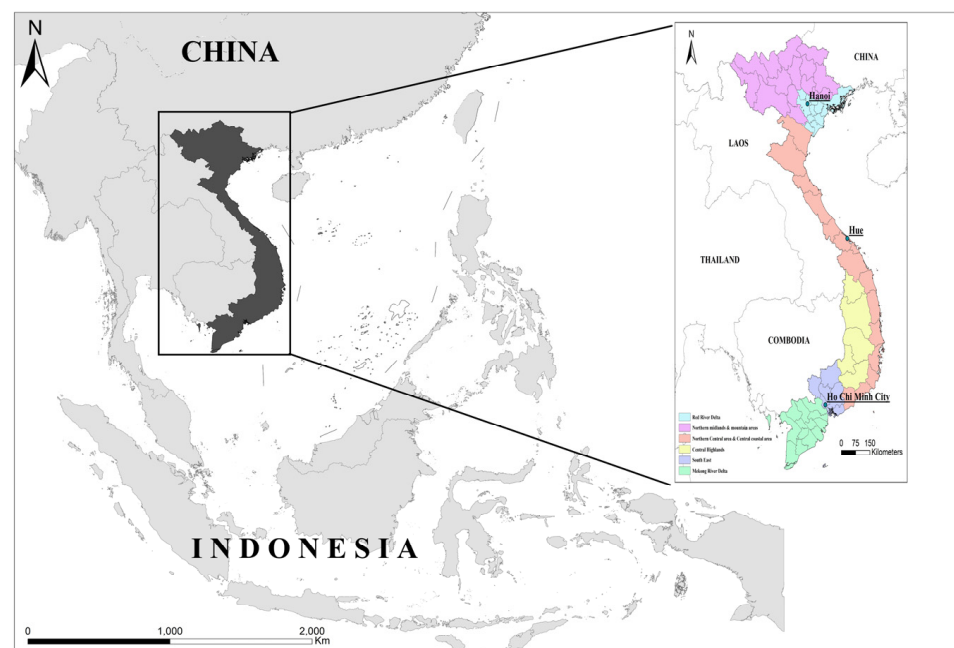 N
CHINA
INDONESIA
0 1,000 2,000
Km
N
CHINA
Hanoi
LAOS
Hue
THAILAND
COMBODIA
Ho Chi Minh City
Red River Delta
Northern midlands & mountain areas
Northern Central area & Central coastal area
Central Highlands
South East
Mekong River Delta
0 75 150
Kilometers